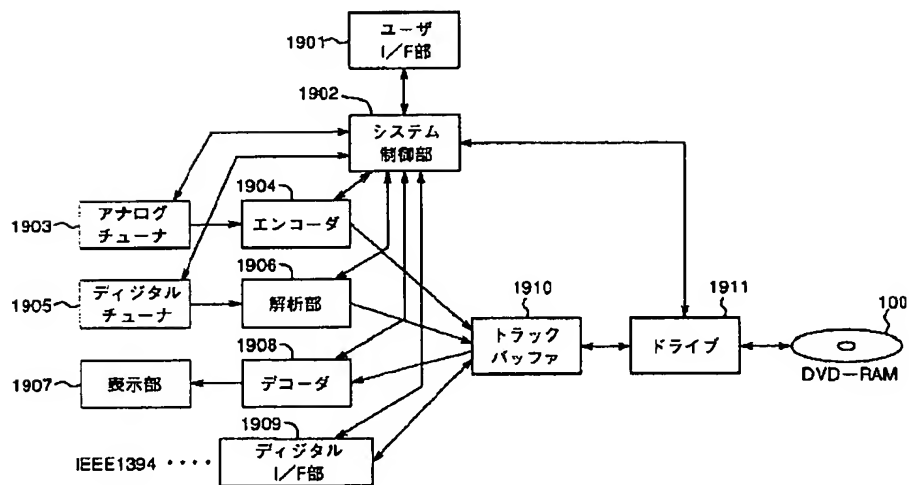 1901
ユーザ
I/F部
1902
システム
制御部
1903
アナログ
チューナ
1904
エンコーダ
1905
ディジタル
チューナ
1906
解析部
1907
表示部
1908
デコーダ
1909
ディジタル
I/F部
IEEE1394 ････
1910
トラック
バッファ
1911
ドライブ
100
DVD-RAM